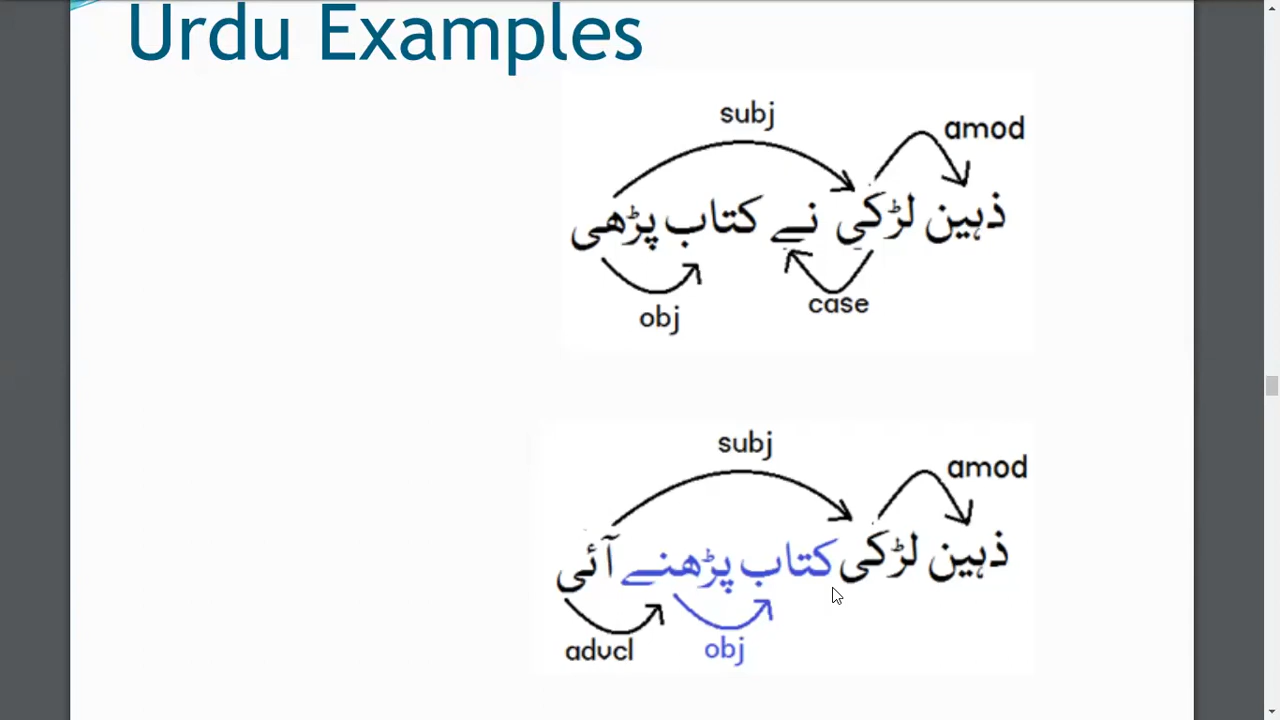 Urdu Examples
subj
amod
ذہین لڑکی نے کتاب پڑھی
case
obj
subj
amod
ذہین لڑکی کتاب پڑھنے آئی
advcl
obj